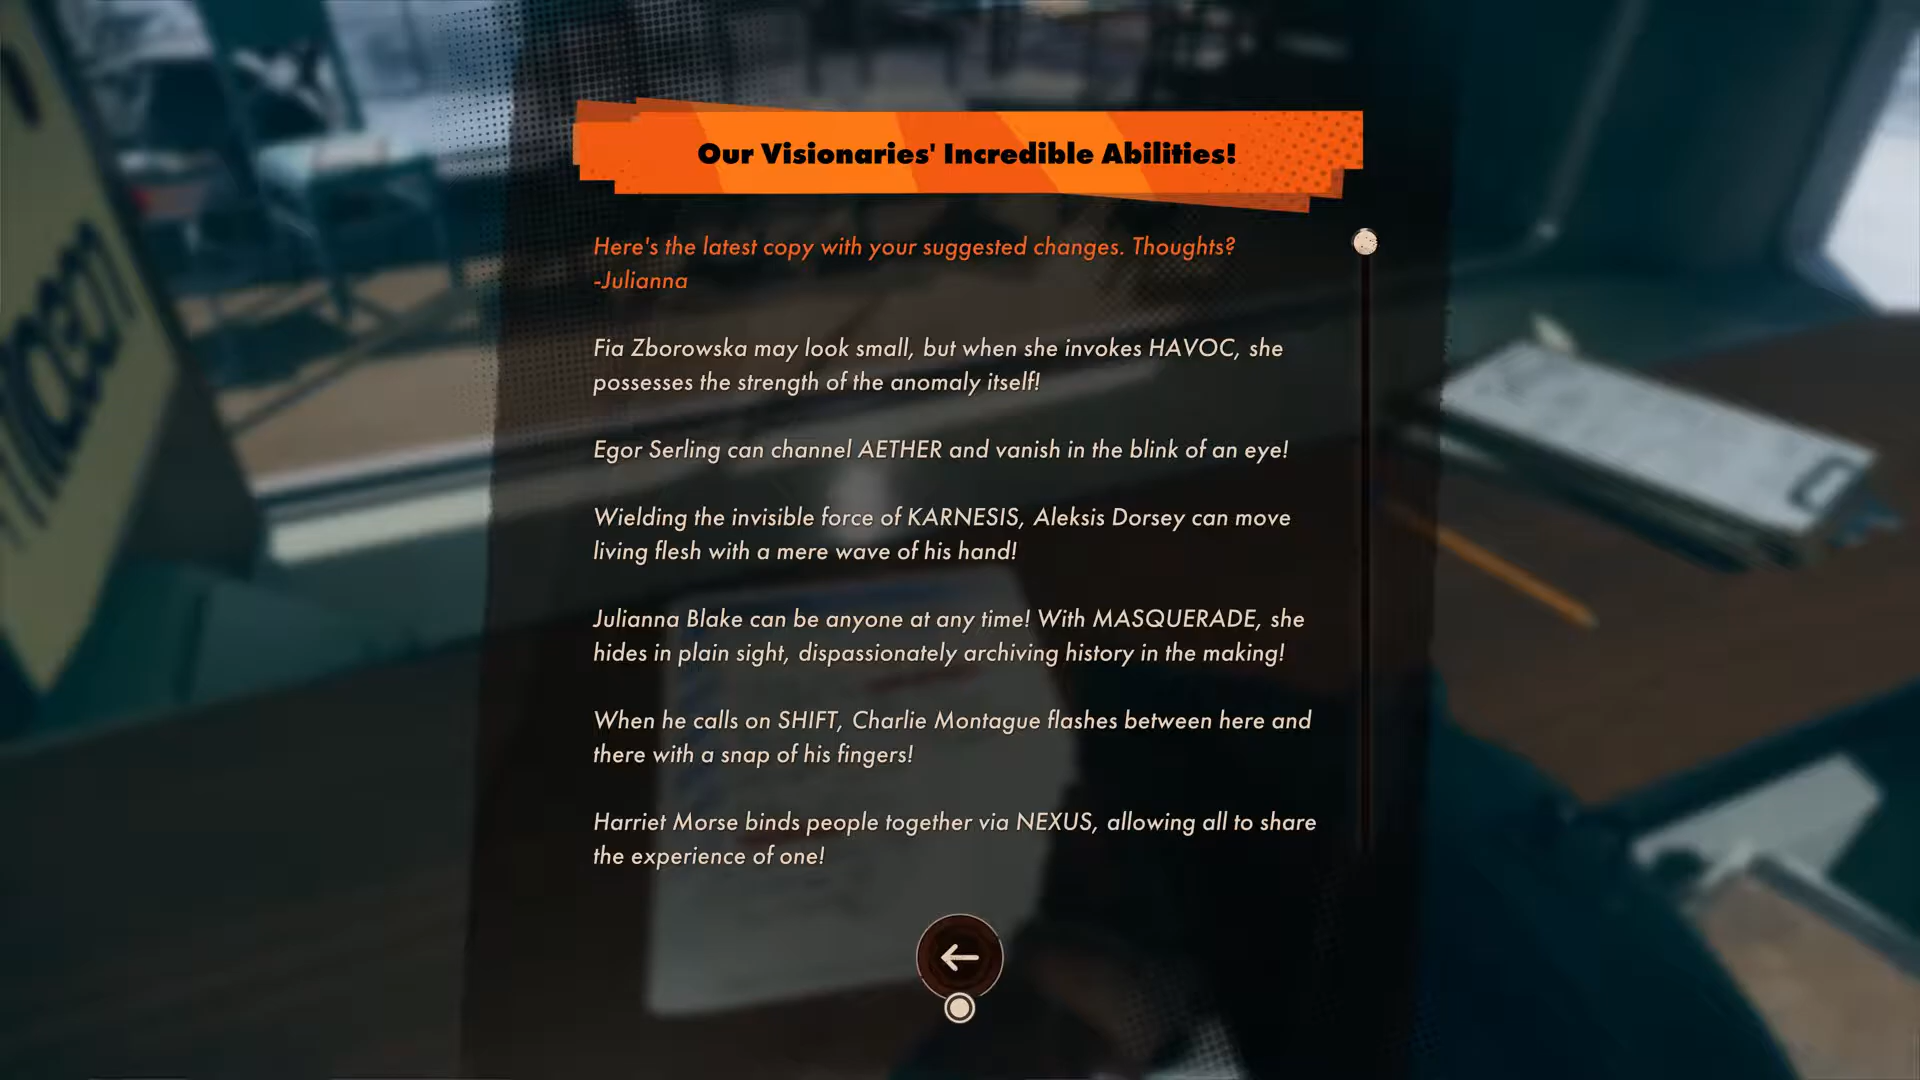 Our Visionaries' Incredible Abilities!
Here's the latest copy with your suggested changes. Thoughts?
-Julianna
Fia Zborowska may look small, but when she invokes HAVOC, she
possesses the strength of the anomaly itself!
Egor Serling can channel AETHER and vanish in the blink of an eye!
Wielding the invisible force of KARNESIS, Aleksis Dorsey can move
living flesh with a mere wave of his hand!
Julianna Blake can be anyone at any time! With MASQUERADE, she
hides in plain sight, dispassionately archiving history in the making!
When he calls on SHIFT, Charlie Montague flashes between here and
there with a snap of his fingers!
Harriet Morse binds people together via NEXUS, allowing all to share
the experience of one!